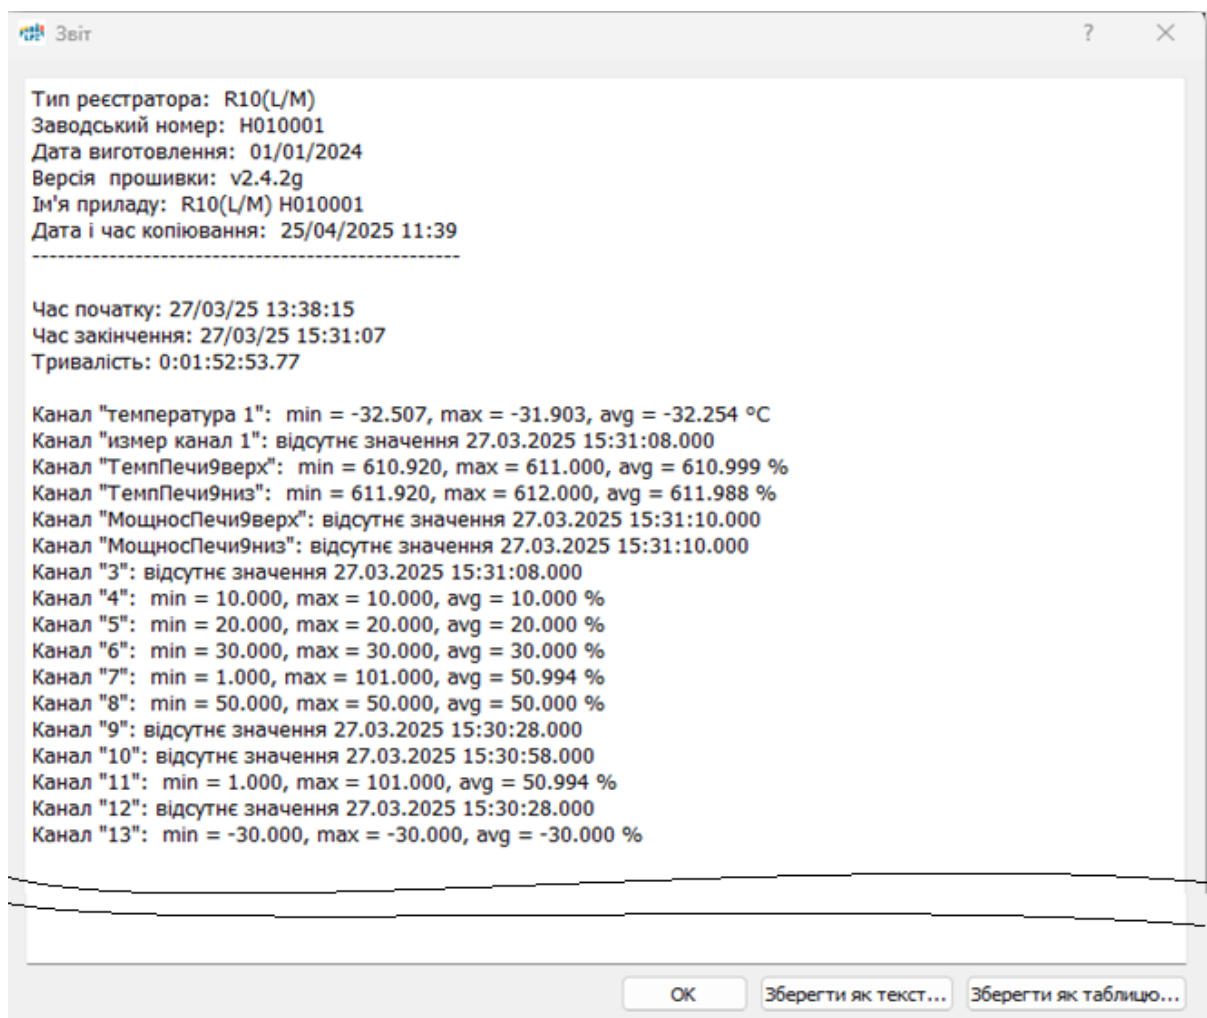 Звіт
?
Тип реєстратора:  R10(L/M)
Заводський номер:  H010001
Дата виготовлення:  01/01/2024
Версія  прошивки:  v2.4.2g
Ім'я приладу:  R10(L/M) H010001
Дата і час копіювання:  25/04/2025 11:39
--------------------------------------------------
Час початку: 27/03/25 13:38:15
Час закінчення: 27/03/25 15:31:07
Тривалість: 0:01:52:53.77
Канал "температура 1":  min = -32.507, max = -31.903, avg = -32.254 °C
Канал "измер канал 1": відсутнє значення 27.03.2025 15:31:08.000
Канал "ТемпПечи9верх":  min = 610.920, max = 611.000, avg = 610.999 %
Канал "ТемпПечи9низ":  min = 611.920, max = 612.000, avg = 611.988 %
Канал "МощносПечи9верх": відсутнє значення 27.03.2025 15:31:10.000
Канал "МощносПечи9низ": відсутнє значення 27.03.2025 15:31:10.000
Канал "3": відсутнє значення 27.03.2025 15:31:08.000
Канал "4":  min = 10.000, max = 10.000, avg = 10.000 %
Канал "5":  min = 20.000, max = 20.000, avg = 20.000 %
Канал "6":  min = 30.000, max = 30.000, avg = 30.000 %
Канал "7":  min = 1.000, max = 101.000, avg = 50.994 %
Канал "8":  min = 50.000, max = 50.000, avg = 50.000 %
Канал "9": відсутнє значення 27.03.2025 15:30:28.000
Канал "10": відсутнє значення 27.03.2025 15:30:58.000
Канал "11":  min = 1.000, max = 101.000, avg = 50.994 %
Канал "12": відсутнє значення 27.03.2025 15:30:28.000
Канал "13":  min = -30.000, max = -30.000, avg = -30.000 %
OK
Зберегти як текст...
Зберегти як таблицю...